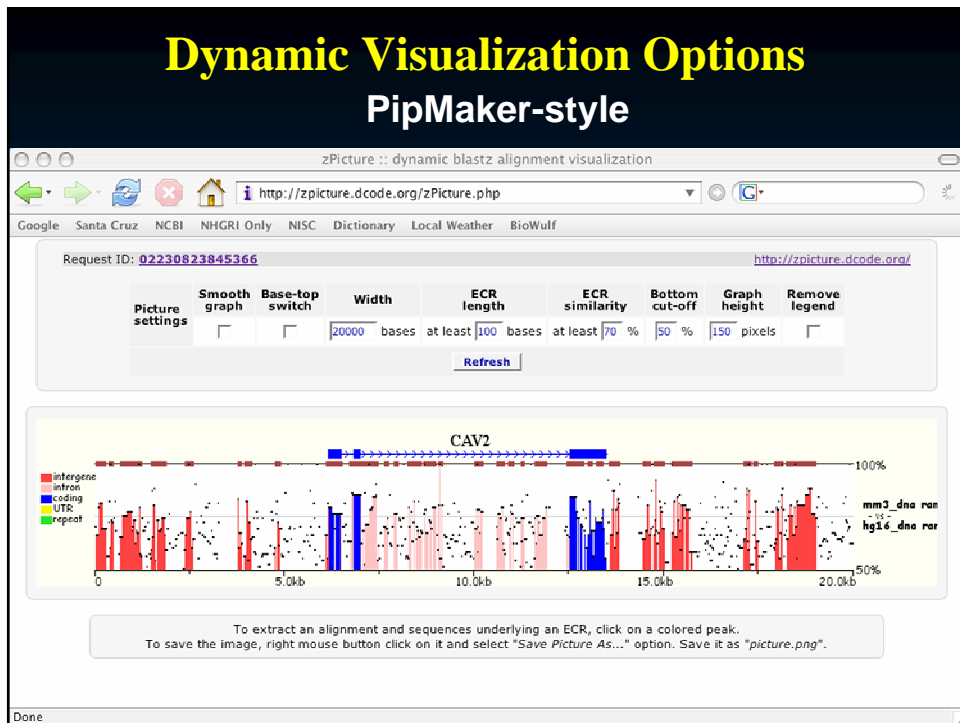 Dynamic Visualization Options
PipMaker-style
zPicture :: dynamic blastz alignment visualization
http://zpicture.dcode.org/zPicture.php
G
Google Santa Cruz NCBI NHGRI Only NISC Dictionary Local Weather BioWulf
Request ID: 02230823845366 http://zpicture.dcode.org/
Picture settings
Smooth graph
Base-top switch
Width
20000 bases
ECR length
at least 100 bases
ECR similarity
at least 70 %
Bottom cut-off
50 %
Graph height
150 pixels
Remove legend
Refresh
CAV2
intergene
intron
coding
UTR
repeat
100%
mm3_dna ran
- vs -
hg16_dna rar
50%
0 5.0kb 10.0kb 15.0kb 20.0kb
To extract an alignment and sequences underlying an ECR, click on a colored peak.
To save the image, right mouse button click on it and select "Save Picture As..." option. Save it as "picture.png".
Done